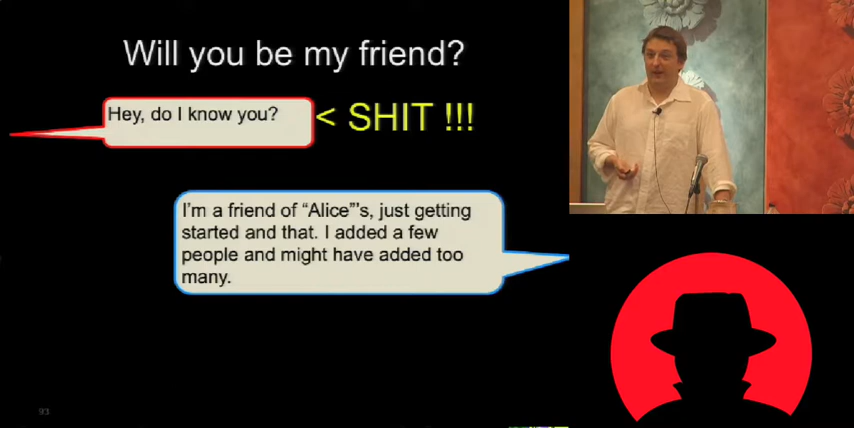 Will you be my friend?
Hey, do I know you?
< SHIT !!!
I'm a friend of “Alice”'s, just getting
started and that. I added a few
people and might have added too
many.
93